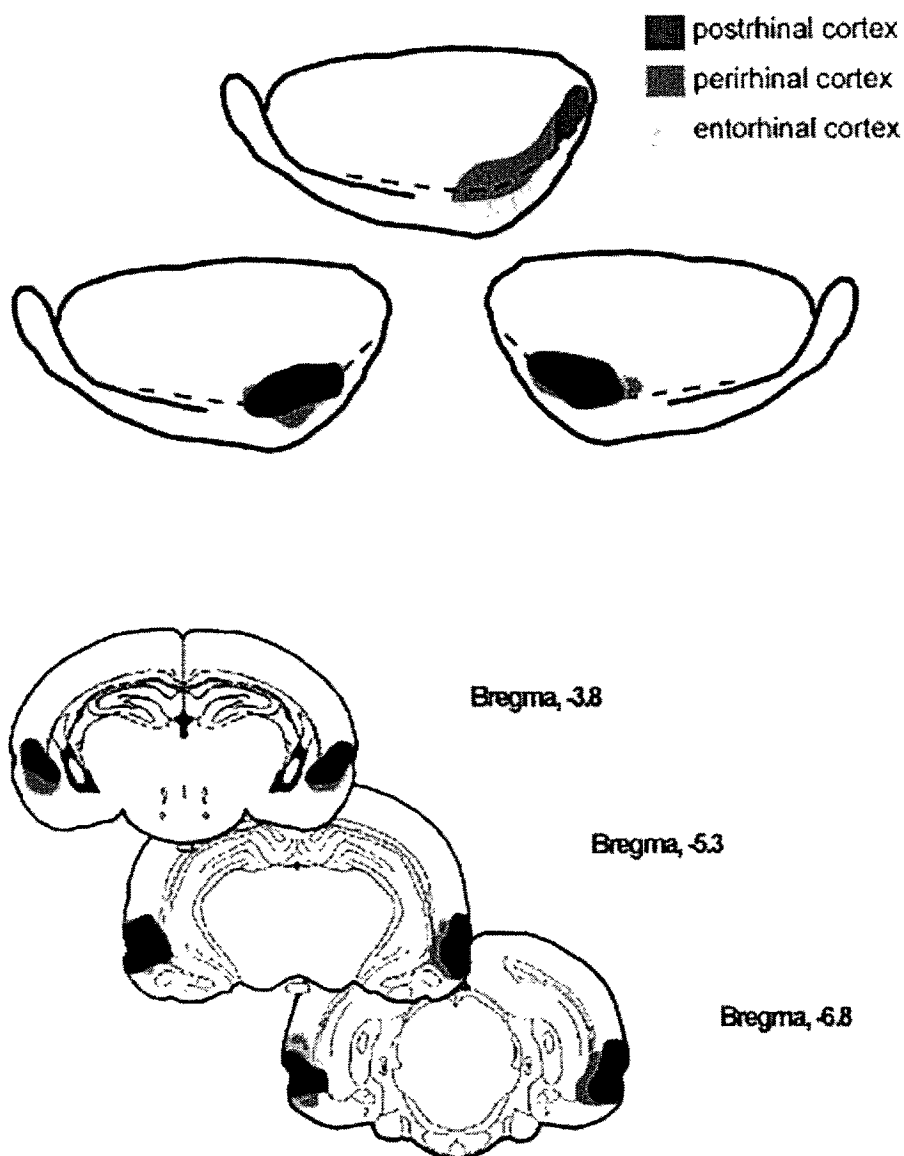 postrhinal cortex
perirhinal cortex
entorhinal cortex
Bregma, -3.8
Bregma, -5.3
Bregma, -6.8